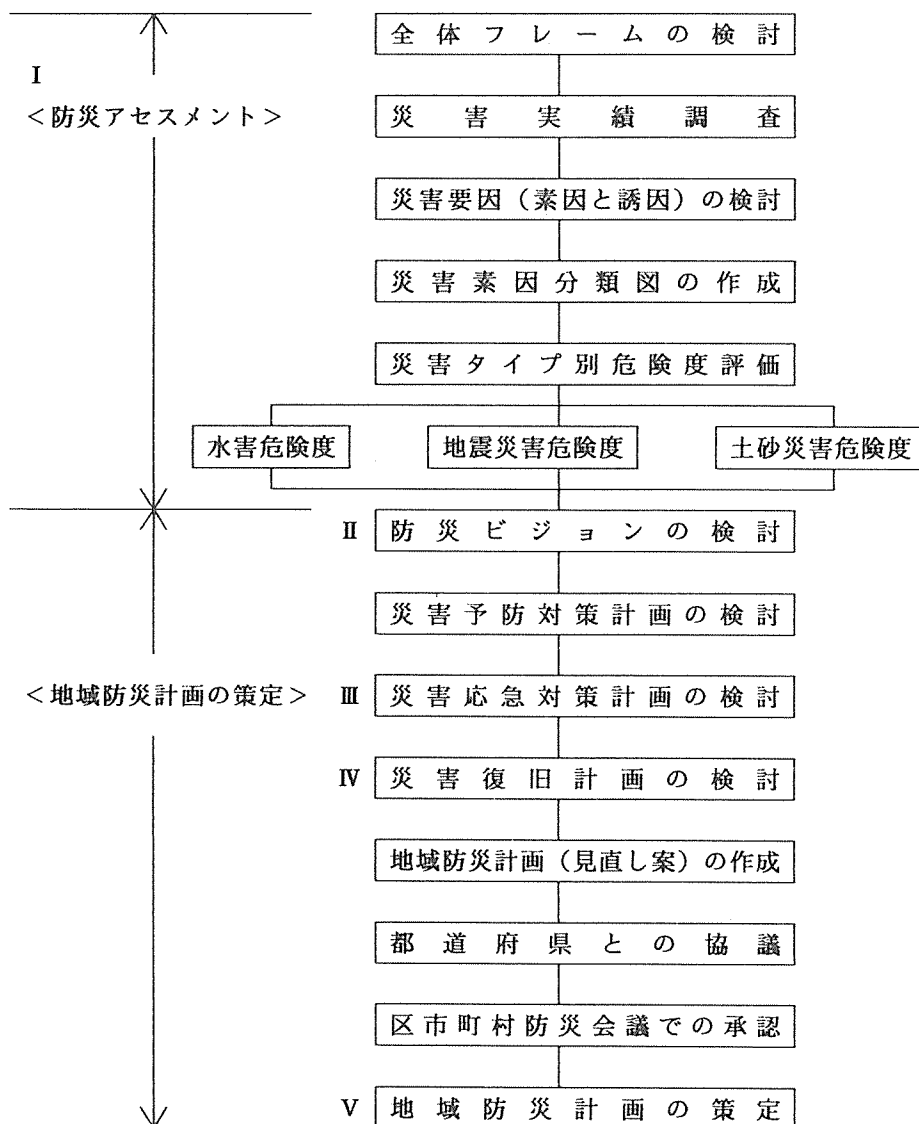 全体フレームの検討
Ⅰ
<防災アセスメント>
災害実績調査
災害要因(素因と誘因)の検討
災害素因分類図の作成
災害タイプ別危険度評価
水害危険度
地震災害危険度
土砂災害危険度
Ⅱ 防災ビジョンの検討
災害予防対策計画の検討
<地域防災計画の策定>
Ⅲ 災害応急対策計画の検討
Ⅳ 災害復旧計画の検討
地域防災計画(見直し案)の作成
都道府県との協議
区市町村防災会議での承認
Ⅴ 地域防災計画の策定